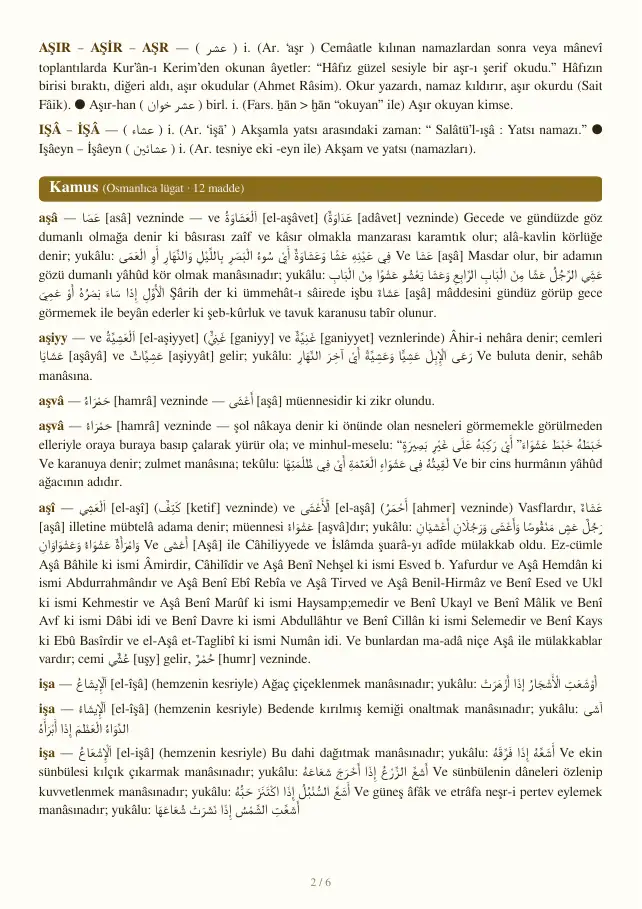 AŞIR – AŞİR – AŞR — ( عشر ) i. (Ar. ‘aşr ) Cemâatle kılınan namazlardan sonra veya mânevî
toplantılarda Kur’ân-ı Kerim’den okunan âyetler: “Hâfız güzel sesiyle bir aşr-ı şerif okudu.” Hâfızın
birisi bıraktı, diğeri aldı, aşır okudular (Ahmet Râsim). Okur yazardı, namaz kıldırır, aşır okurdu (Sait
Fâik). ● Aşır-han ( عشر خوان ) birl. i. (Fars. ḫān > ḫān “okuyan” ile) Aşır okuyan kimse.
IŞÂ – İŞÂ — ( عشاء ) i. (Ar. ‘işā’ ) Akşamla yatsı arasındaki zaman: “ Salâtü’l-ışâ : Yatsı namazı.” ●
Işâeyn – İşâeyn ( عشائين ) i. (Ar. tesniye eki -eyn ile) Akşam ve yatsı (namazları).
Kamus (Osmanlıca lügat · 12 madde)
aşâ — عَصَا [asâ] vezninde — ve اَلْعَشَاوَةُ [el-aşâvet] (عَدَاوَةٌ [adâvet] vezninde) Gecede ve gündüzde göz
dumanlı olmağa denir ki bâsırası zaîf ve kâsır olmakla manzarası karamtık olur; alâ-kavlin körlüğe
denir; yukâlu: فِي عَيْنِهِ عَشًا وَعَشَاوَةٌ أَيْ سُوءُ الْبَصَرِ بِاللَّيْلِ وَالنَّهَارِ أَوِ الْعَمَى Ve عَشَا [aşâ] Masdar olur, bir adamın
gözü dumanlı yâhûd kör olmak manâsınadır; yukâlu: عَشِيَ الرَّجُلُ عَشًا مِنَ الْبَابِ الرَّابِعِ وَعَشَا يَعْشُو عَشْوًا مِنَ الْبَابِ
الْأَوَّلِ إِذَا سَاءَ بَصَرُهُ أَوْ عَمِيَ Şârih der ki ümmehât-ı sâirede işbu عَشَاءٌ [aşâ] mâddesini gündüz görüp gece
görmemek ile beyân ederler ki şeb-kûrluk ve tavuk karanusu tabîr olunur.
aşiyy — ve اَلْعَشِيَّةُ [el-aşiyyet] (غَنِيٌّ [ganiyy] ve غَنِيَّةٌ [ganiyyet] vezninlerinde) Âhir-i nehâra denir; cemleri
عَشَايَا [aşâyâ] ve عَشِيَّاتٌ [aşiyyât] gelir; yukâlu: رَعَى الْإِبِلَ عَشِيًّا وَعَشِيَّةً أَيْ آخِرَ النَّهَارِ Ve buluta denir, sehâb
manâsına.
aşvâ — حَمْرَاءُ [hamrâ] vezninde — أَعْشَى [aşâ] müennesidir ki zikr olundu.
aşvâ — حَمْرَاءُ [hamrâ] vezninde — şol nâkaya denir ki önünde olan nesneleri görmemekle görülmeden
elleriyle oraya buraya basıp çalarak yürür ola; ve minhul-meselu: “خَبَطَهُ خَبْطَ عَشْوَاءَ” أَيْ رَكِبَهُ عَلَى غَيْرِ بَصِيرَةٍ
Ve karanuya denir; zulmet manâsına; tekûlu: لَقِيتُهُ فِي عَشْوَاءِ الْعَتَمَةِ أَيْ فِي ظُلْمَتِهَا Ve bir cins hurmânın yâhûd
ağacının adıdır.
aşî — اَلْعَشِي [el-aşî] (كَتِفٌ [ketif] vezninde) ve اَلْأَعْشَى [el-aşâ] (أَحْمَرُ [ahmer] vezninde) Vasflardır, عَشَاءٌ
[aşâ] illetine mübtelâ adama denir; müennesi عَشْوَاءُ [aşvâ]dır; yukâlu: رَجُلٌ عَشٍ مَنْقُوصًا وَأَعْشَى وَرَجُلَانِ أَعْشَيَانِ
وَامْرَأَةٌ عَشْوَاءُ وَعَشْوَاوَانِ Ve أَعْشَى [Aşâ] ile Câhiliyyede ve İslâmda şuarâ-yı adîde mülakkab oldu. Ez-cümle
Aşâ Bâhile ki ismi Âmirdir, Câhilîdir ve Aşâ Benî Nehşel ki ismi Esved b. Yafurdur ve Aşâ Hemdân ki
ismi Abdurrahmândır ve Aşâ Benî Ebî Rebîa ve Aşâ Tirved ve Aşâ Benil-Hirmâz ve Benî Esed ve Ukl
ki ismi Kehmestir ve Aşâ Benî Marûf ki ismi Haysamp;emedir ve Benî Ukayl ve Benî Mâlik ve Benî
Avf ki ismi Dâbi idi ve Benî Davre ki ismi Abdullâhtır ve Benî Cillân ki ismi Selemedir ve Benî Kays
ki Ebû Basîrdir ve el-Aşâ et-Taglibî ki ismi Numân idi. Ve bunlardan ma-adâ niçe Aşâ ile mülakkablar
vardır; cemi عُشْيٌ [uşy] gelir, حُمْرٌ [humr] vezninde.
işa — اَلْإِيشَاعُ [el-îşâ] (hemzenin kesriyle) Ağaç çiçeklenmek manâsınadır; yukâlu: أَوْشَعَتِ الْأَشْجَارُ إِذَا أَزْهَرَتْ
işa — اَلْإِيشَاءُ [el-îşâ] (hemzenin kesriyle) Bedende kırılmış kemiği onaltmak manâsınadır; yukâlu: آشَى
الدَّوَاءُ الْعَظْمَ إِذَا أَبْرَأَهُ
işa — اَلْإِشْعَاعُ [el-işâ] (hemzenin kesriyle) Bu dahi dağıtmak manâsınadır; yukâlu: أَشَعَّهُ إِذَا فَرَّقَهُ Ve ekin
sünbülesi kılçık çıkarmak manâsınadır; yukâlu: أَشَعَّ الزَّرْعُ إِذَا أَخْرَجَ شَعَاعَهُ Ve sünbülenin dâneleri özlenip
kuvvetlenmek manâsınadır; yukâlu: أَشَعَّ السُّنْبُلُ إِذَا اكْتَنَزَ حَبُّهُ Ve güneş âfâk ve etrâfa neşr-i pertev eylemek
manâsınadır; yukâlu: أَشَعَّتِ الشَّمْسُ إِذَا نَشَرَتْ شُعَاعَهَا
2 / 6